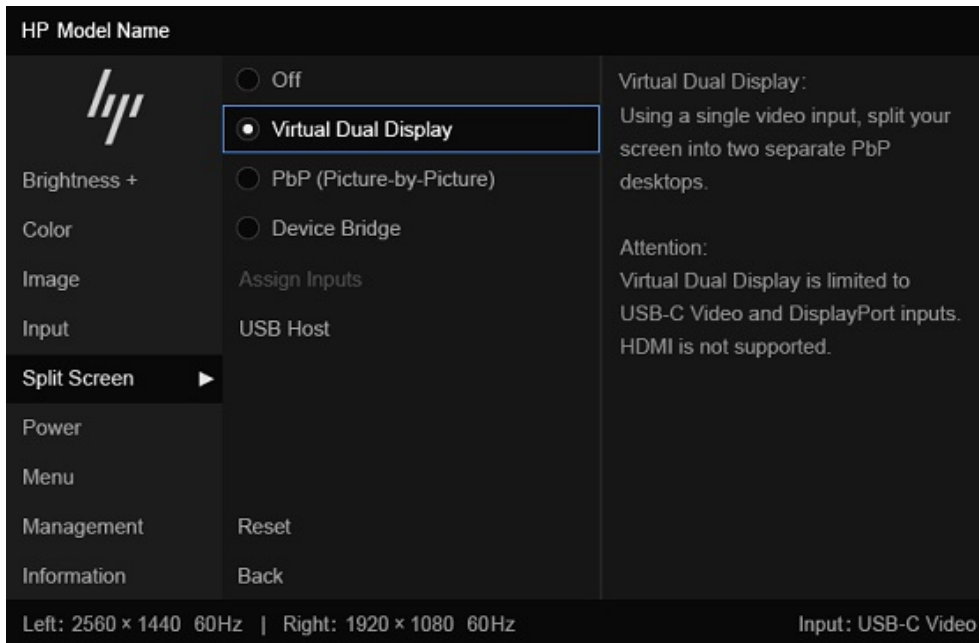 HP Model Name
hp
Brightness +
Color
Image
Input
Split Screen ▶
Power
Menu
Management
Information
Off
Virtual Dual Display
PbP (Picture-by-Picture)
Device Bridge
Assign Inputs
USB Host
Reset
Back
Virtual Dual Display:
Using a single video input, split your
screen into two separate PbP
desktops.
Attention:
Virtual Dual Display is limited to
USB-C Video and DisplayPort inputs.
HDMI is not supported.
Left: 2560 × 1440 60Hz | Right: 1920 × 1080 60Hz
Input: USB-C Video